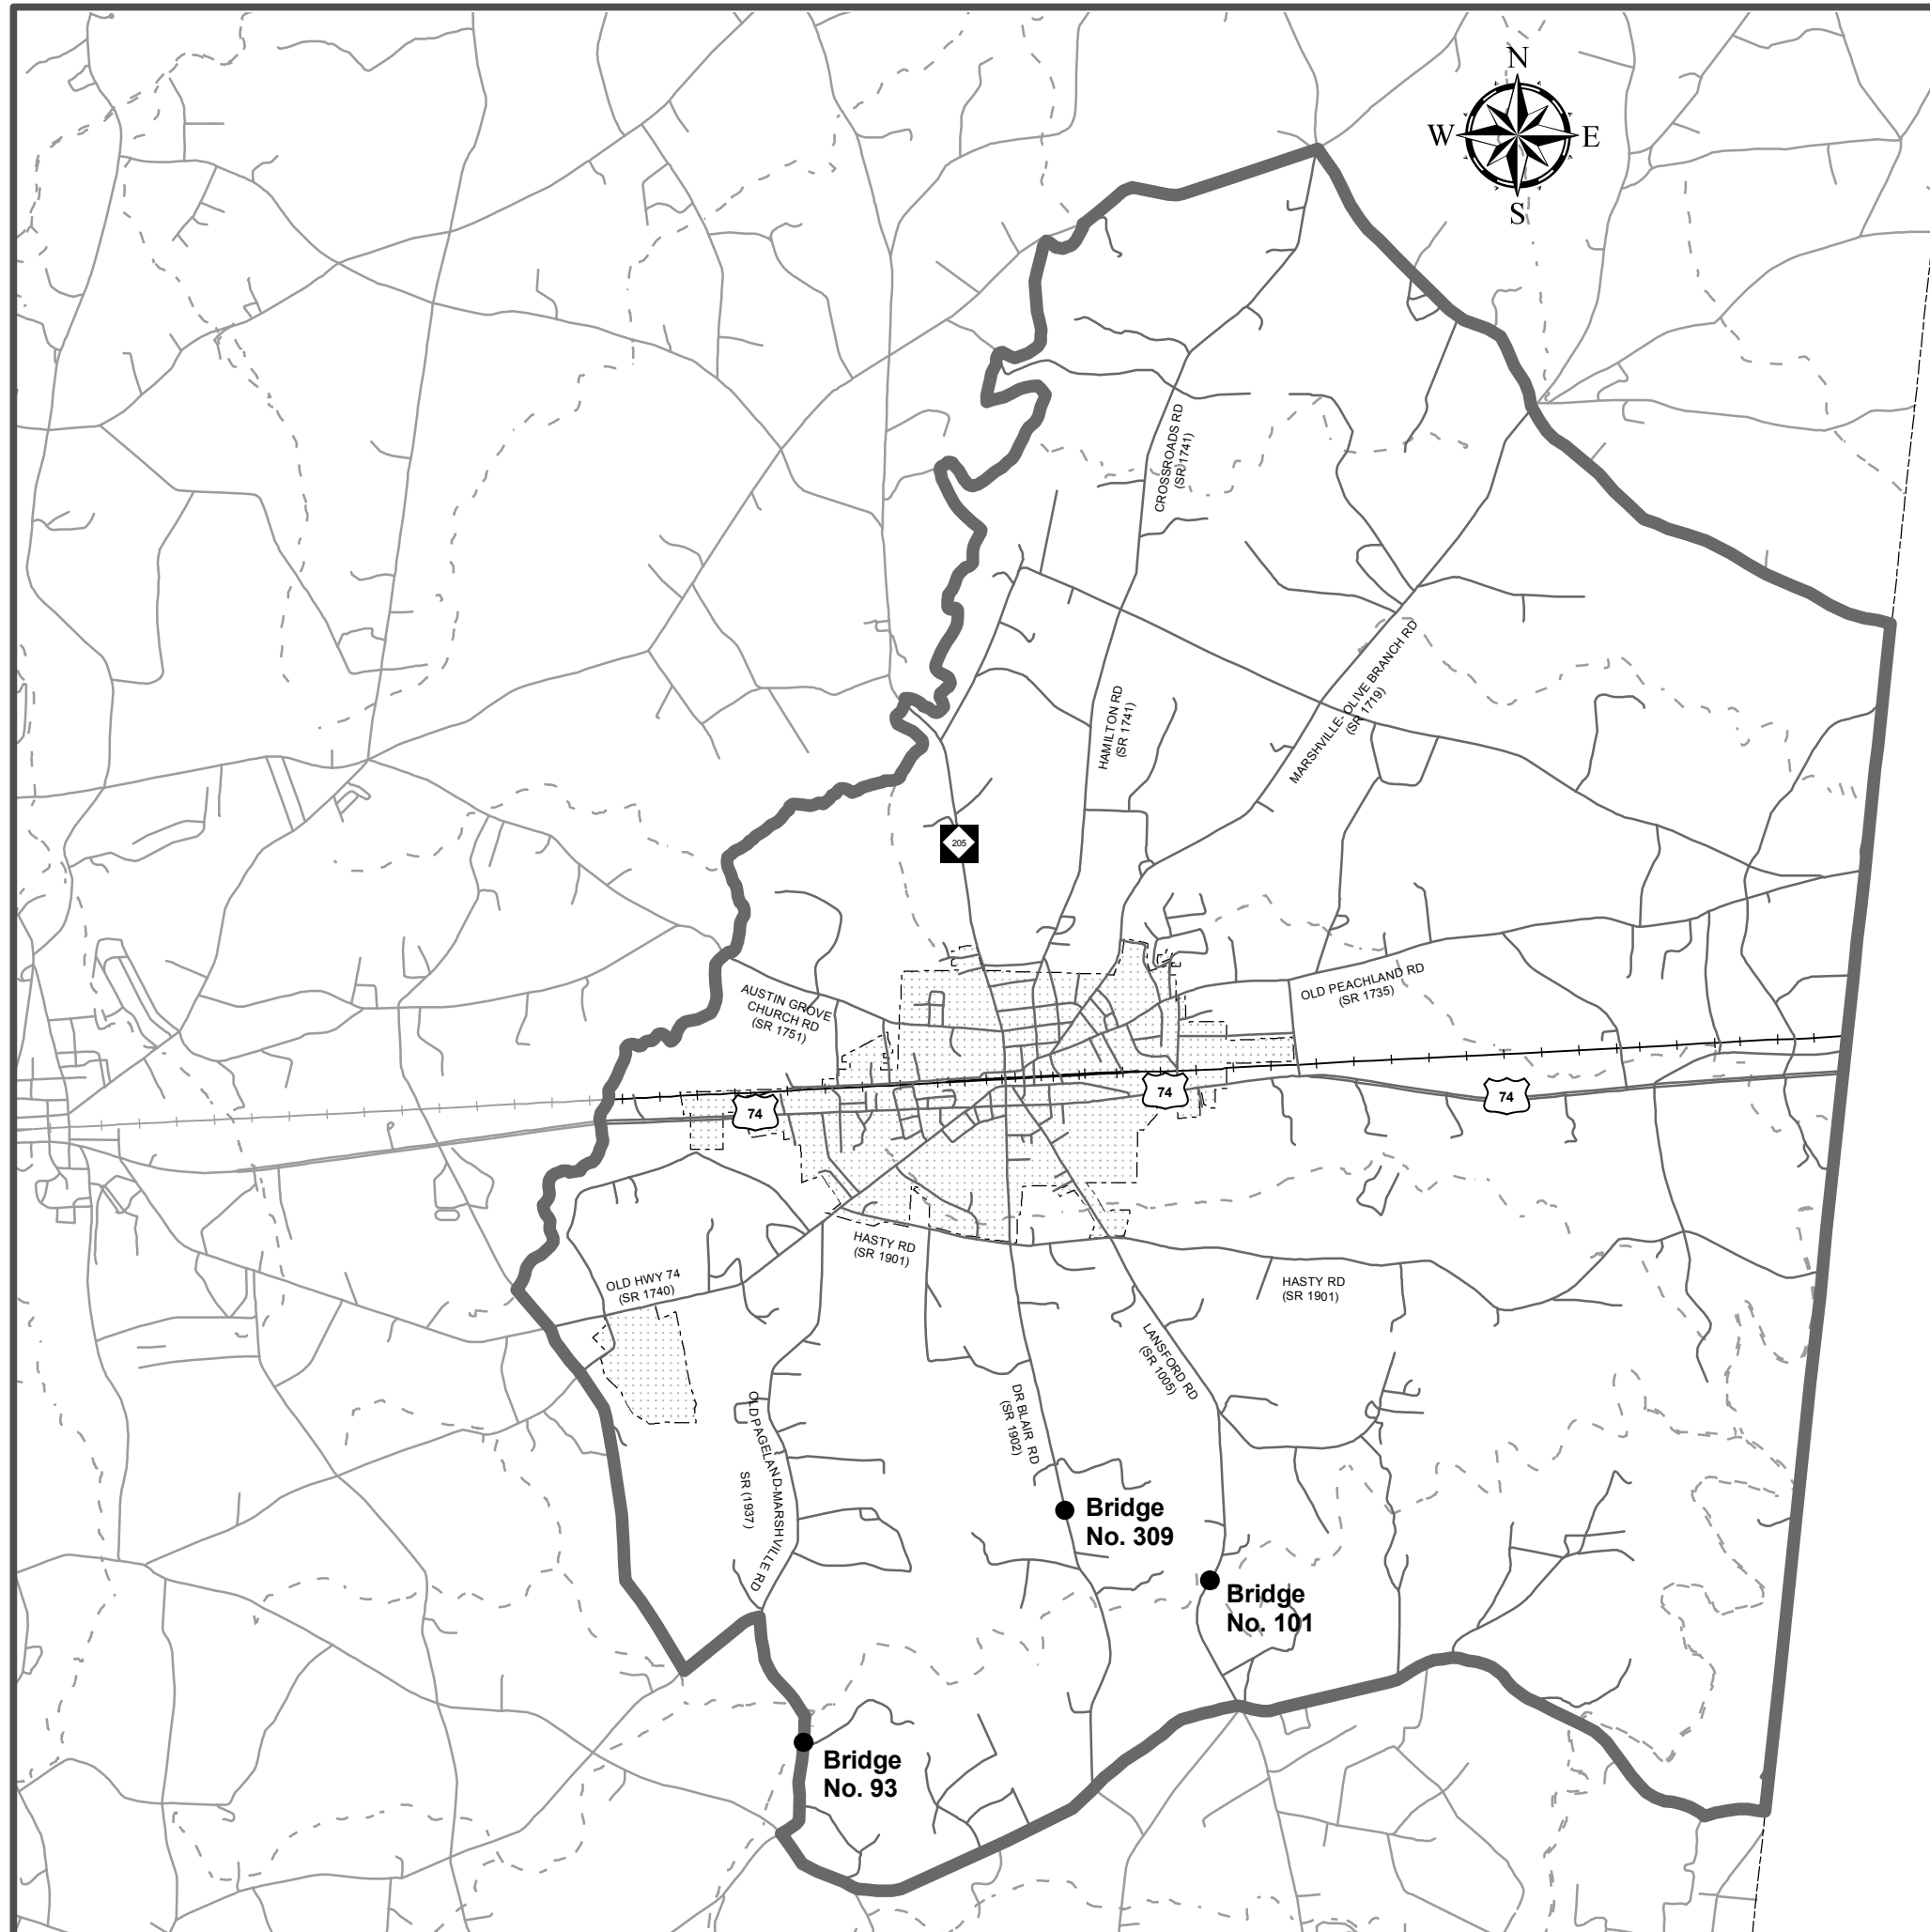 N
W
E
S
CROSSROADS RD
(SR 1741)
MARSHVILLE-OLIVE BRANCH RD
(SR 1719)
HAMILTON RD
(SR 1741)
205
AUSTIN GROVE
CHURCH RD
(SR 1751)
OLD PEACHLAND RD
(SR 1735)
74
74
74
HASTY RD
(SR 1901)
OLD HWY 74
(SR 1740)
HASTY RD
(SR 1901)
LANSFORD RD
(SR 1005)
DR BLAIR RD
(SR 1902)
OLD PAGELAND-MARSHVILLE RD
SR (1937)
Bridge
No. 309
Bridge
No. 101
Bridge
No. 93